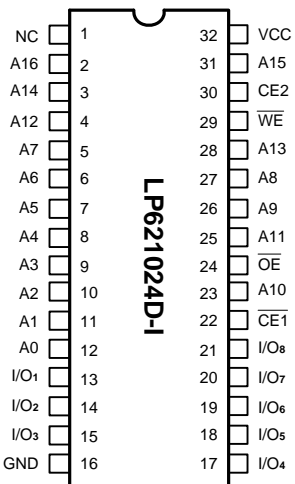 NC 1 32 VCC
A16 2 31 A15
A14 3 30 CE2
A12 4 29 WE
A7 5 28 A13
A6 6 27 A8
A5 7 26 A9
A4 8 25 A11
A3 9 24 OE
A2 10 23 A10
A1 11 22 CE1
A0 12 21 I/O8
I/O1 13 20 I/O7
I/O2 14 19 I/O6
I/O3 15 18 I/O5
GND 16 17 I/O4
LP621024D-I